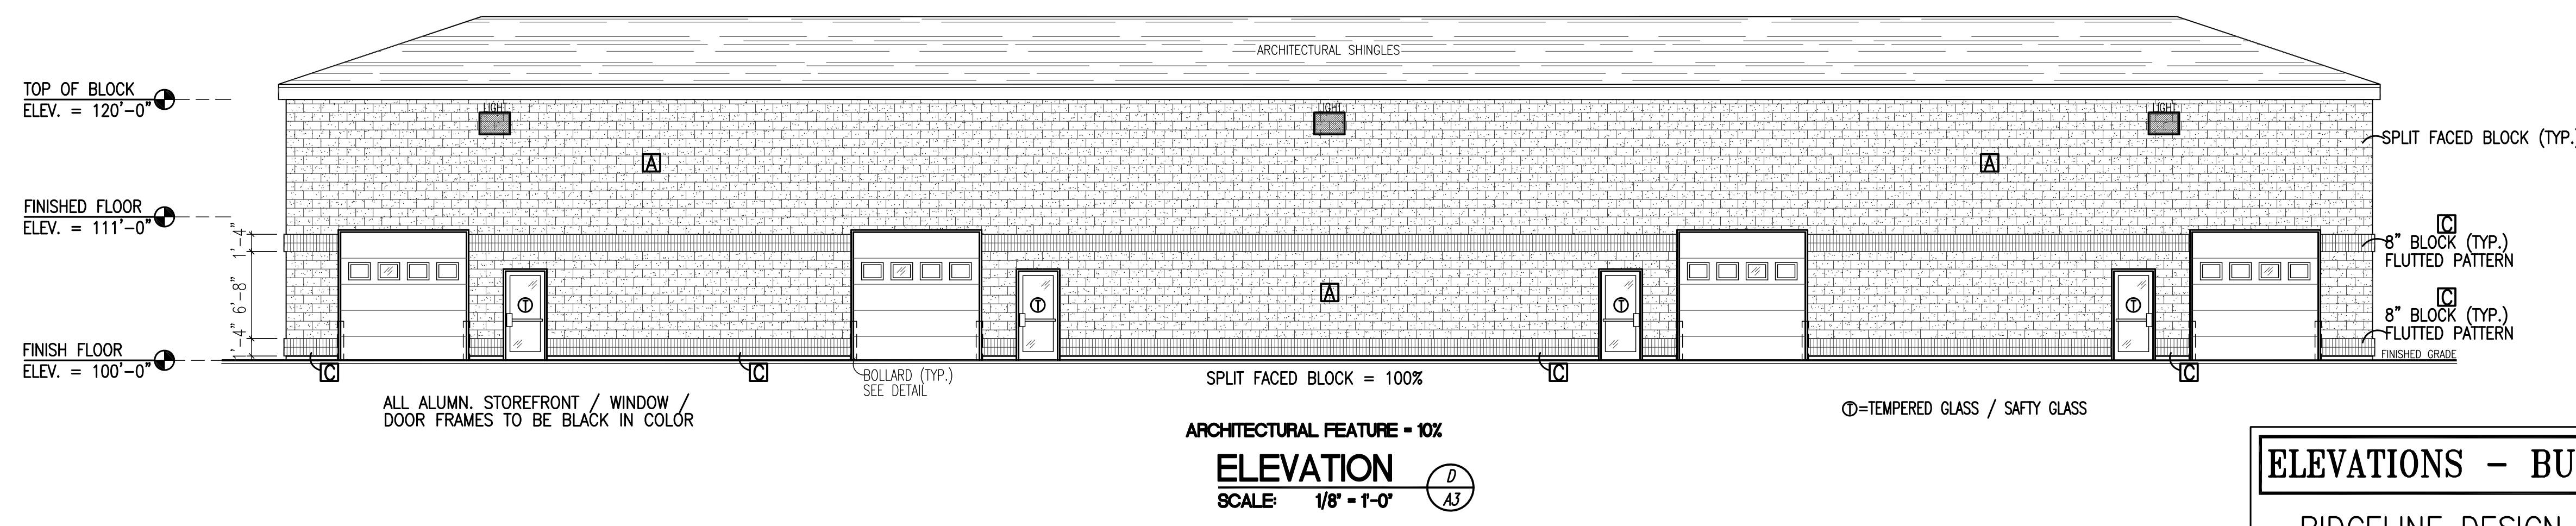 ARCHITECTURAL SHINGLES
TOP OF BLOCK
ELEV. = 120'-0"
LIGHT
LIGHT
LIGHT
SPLIT FACED BLOCK (TYP.)
A
A
FINISHED FLOOR
ELEV. = 111'-0"
1'-4"
C
8" BLOCK (TYP.)
FLUTTED PATTERN
6'-8"
A
T
T
T
T
C
8" BLOCK (TYP.)
FLUTTED PATTERN
1'-4"
FINISH FLOOR
ELEV. = 100'-0"
FINISHED GRADE
C
C
C
C
BOLLARD (TYP.)
SEE DETAIL
SPLIT FACED BLOCK = 100%
ALL ALUMN. STOREFRONT / WINDOW /
DOOR FRAMES TO BE BLACK IN COLOR
T=TEMPERED GLASS / SAFTY GLASS
ARCHITECTURAL FEATURE = 10%
ELEVATION
SCALE: 1/8" = 1'-0"
D
A3
ELEVATIONS - BU
RIDGELINE DESIGN